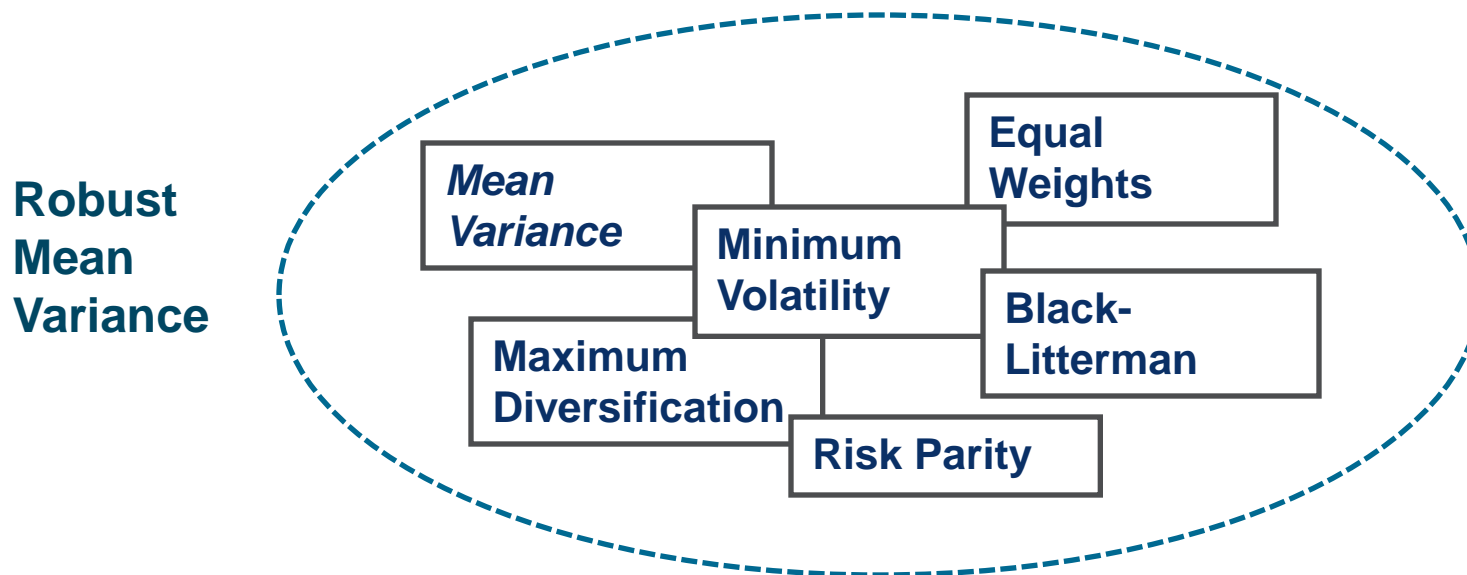 Robust
Mean
Variance
Mean
Variance
Equal
Weights
Minimum
Volatility
Black-
Litterman
Maximum
Diversification
Risk Parity